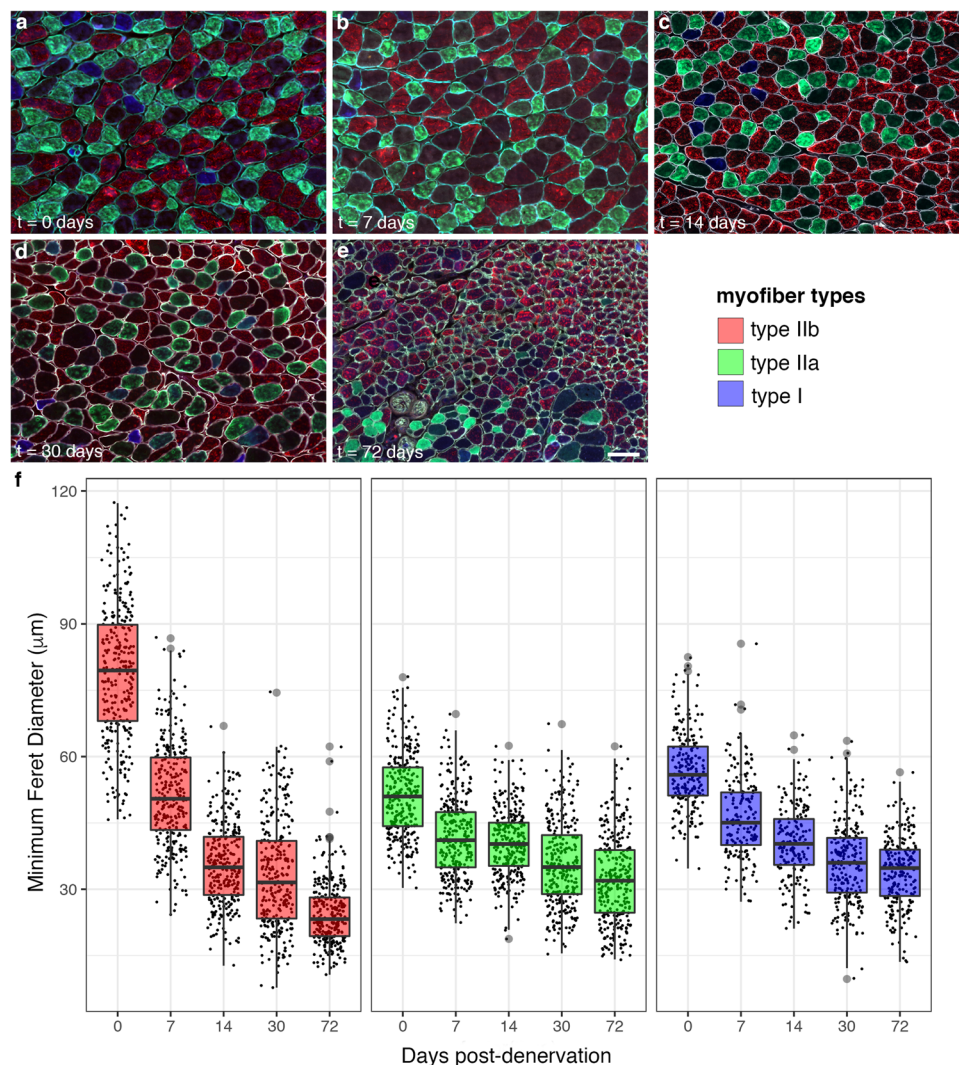 a
b
c
t = 0 days
t = 7 days
t = 14 days
d
e
t = 30 days
t = 72 days
myofiber types
type IIb
type IIa
type I
f
Minimum Feret Diameter (μm)
120
90
60
30
0 7 14 30 72
0 7 14 30 72
0 7 14 30 72
Days post-denervation